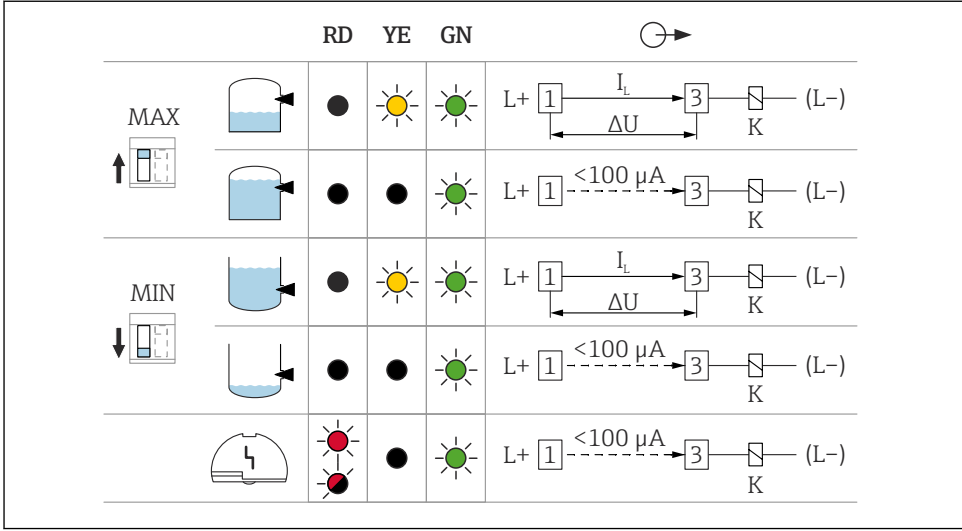 RD YE GN
MAX
L+ 1 I_L 3 (L−)
ΔU K
L+ 1 <100 µA 3 (L−)
K
MIN
L+ 1 I_L 3 (L−)
ΔU K
L+ 1 <100 µA 3 (L−)
K
L+ 1 <100 µA 3 (L−)
K